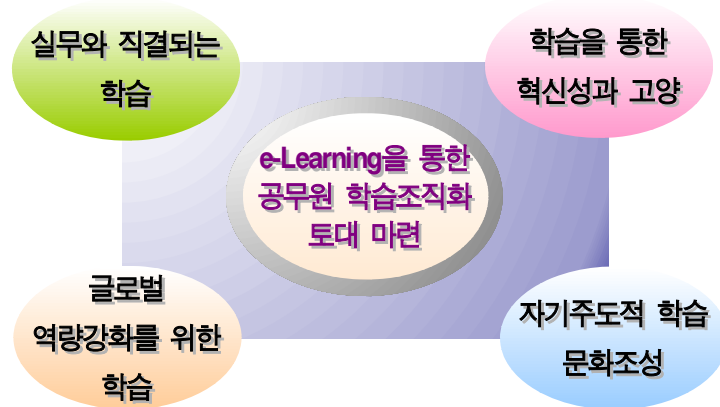 실무와 직결되는
학습
학습을 통한
혁신성과 고양
e-Learning을 통한
공무원 학습조직화
토대 마련
글로벌
역량강화를 위한
학습
자기주도적 학습
문화조성